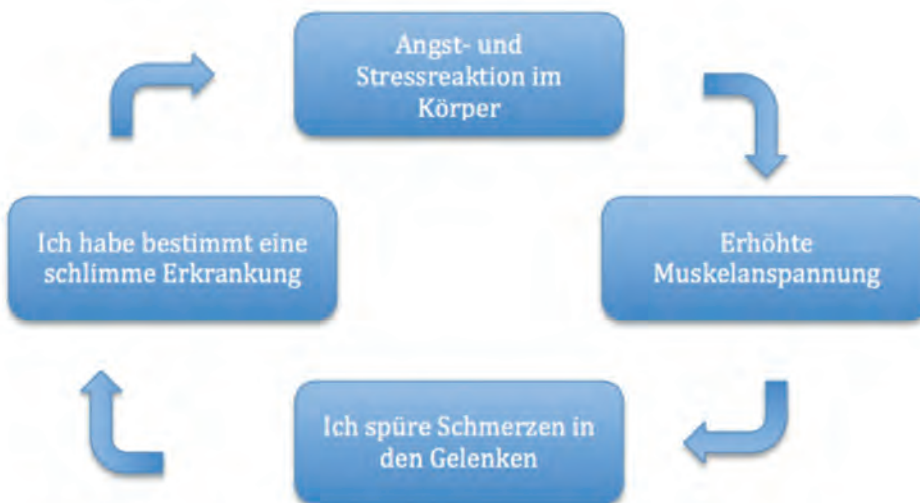 Angst- und
Stressreaktion im
Körper
Ich habe bestimmt eine
schlimme Erkrankung
Erhöhte
Muskelanspannung
Ich spüre Schmerzen in
den Gelenken